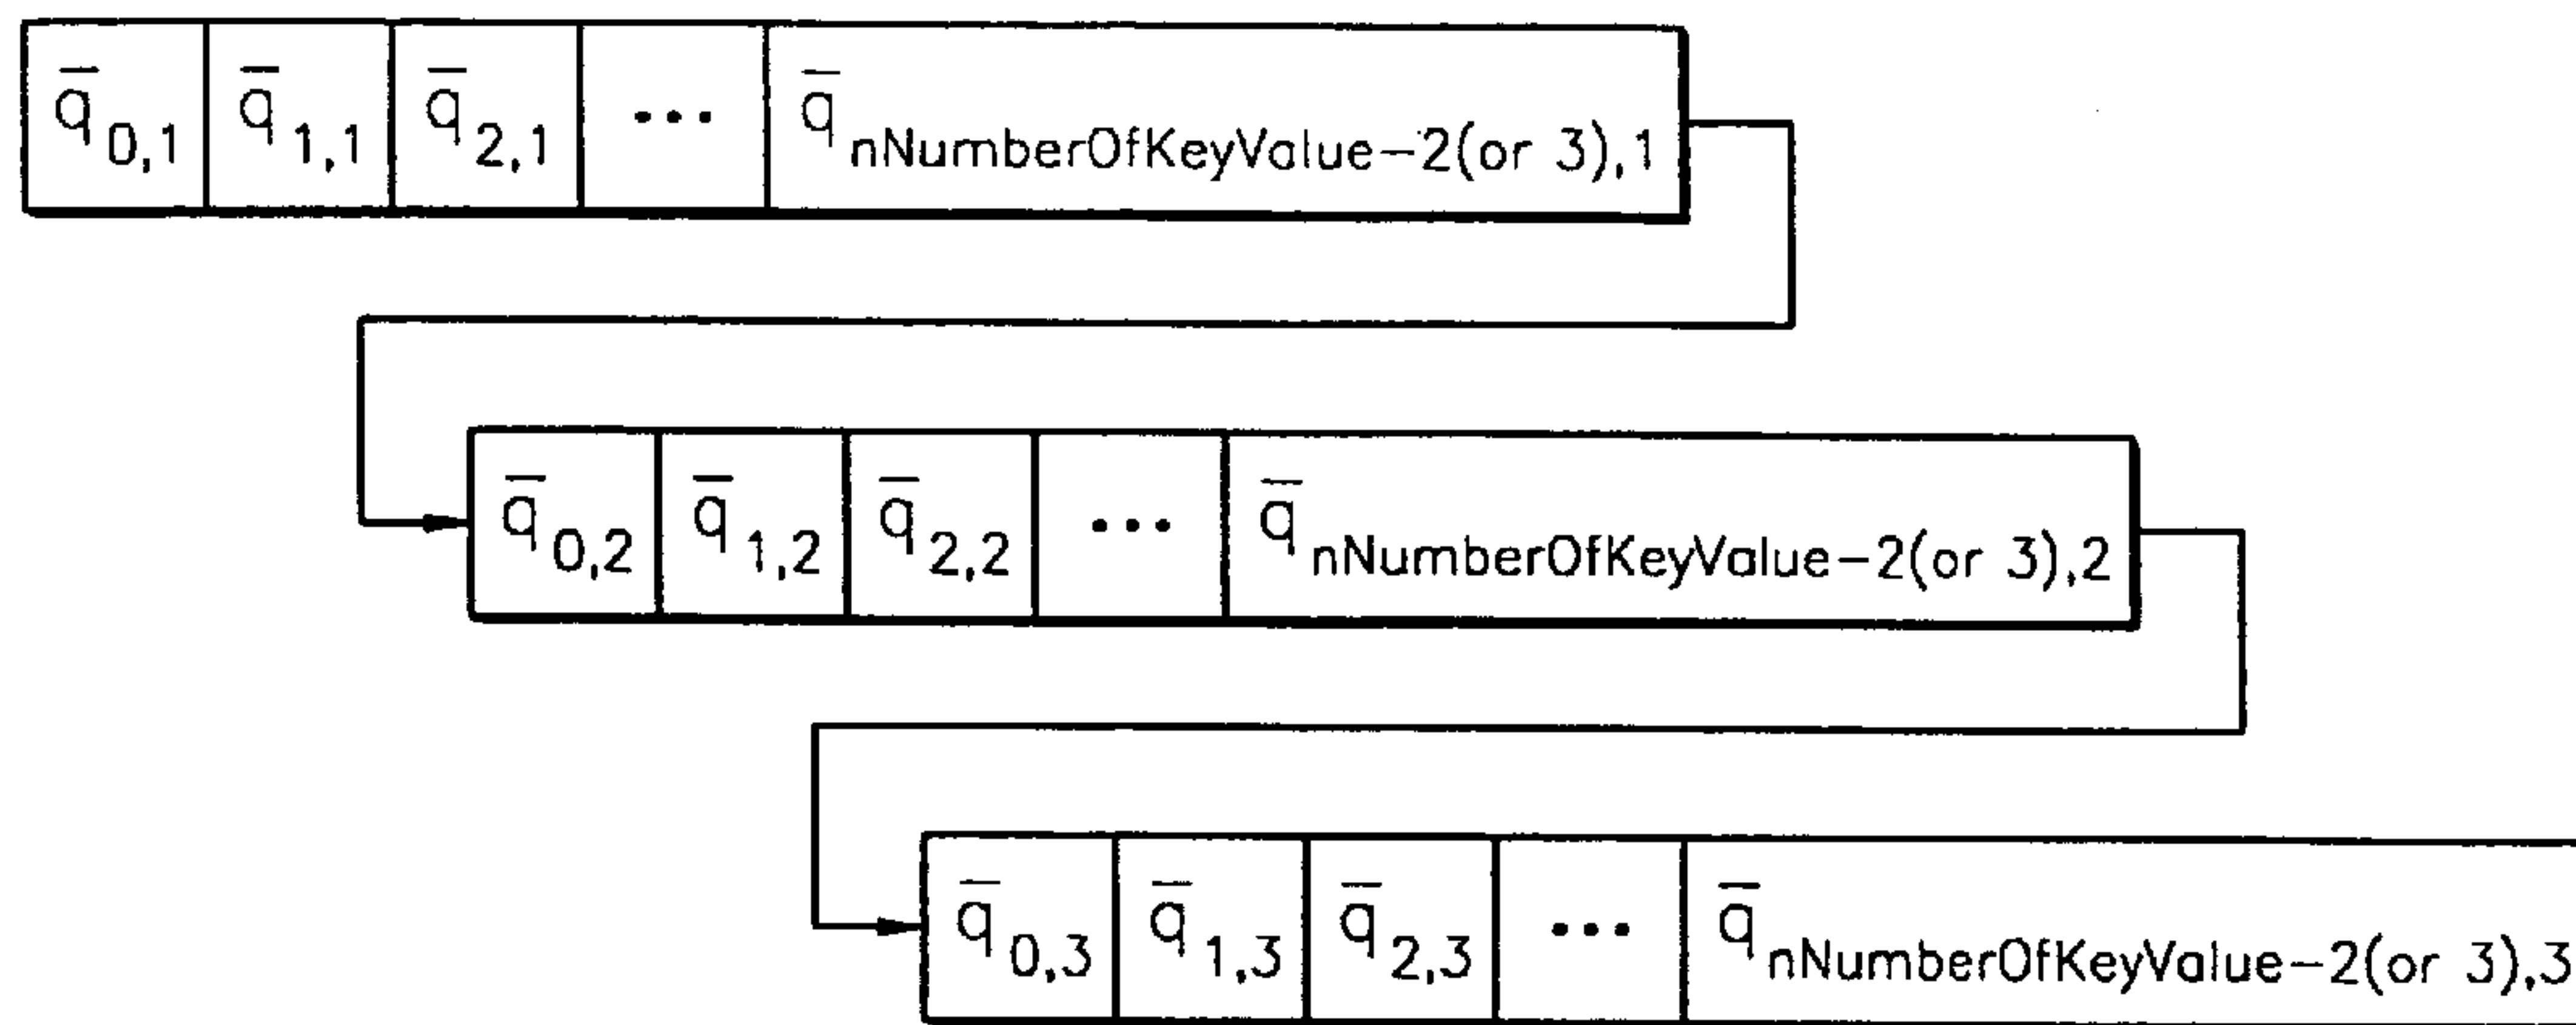 q̄0,1 q̄1,1 q̄2,1 ... q̄nNumberOfKeyValue-2(or 3),1
q̄0,2 q̄1,2 q̄2,2 ... q̄nNumberOfKeyValue-2(or 3),2
q̄0,3 q̄1,3 q̄2,3 ... q̄nNumberOfKeyValue-2(or 3),3